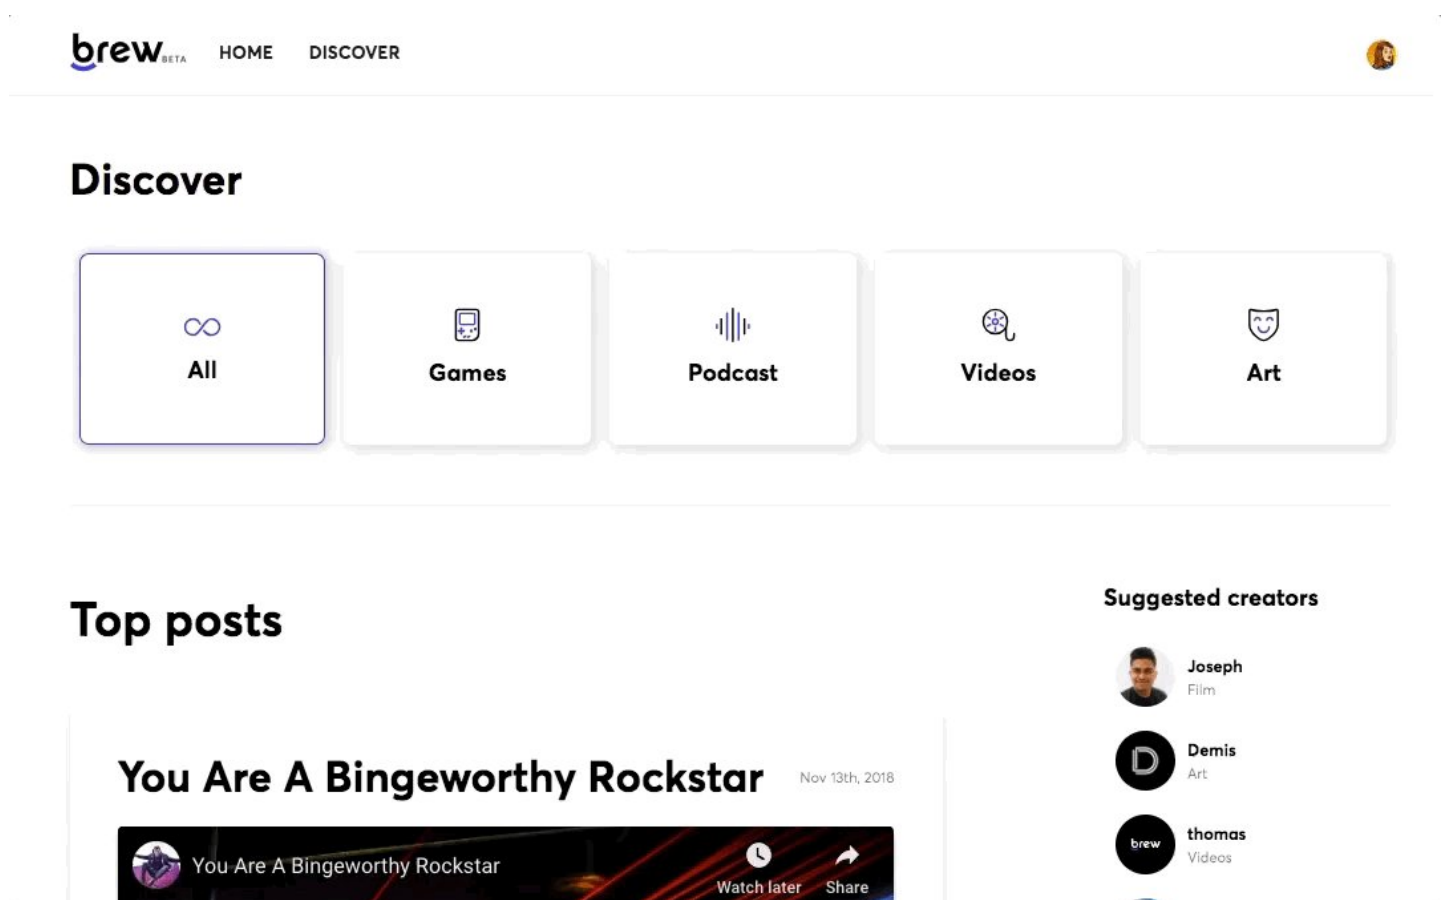 brew BETA HOME DISCOVER
Discover
All
Games
Podcast
Videos
Art
Top posts
You Are A Bingeworthy Rockstar
Nov 13th, 2018
You Are A Bingeworthy Rockstar
Watch later
Share
Suggested creators
Joseph
Film
Demis
Art
brew
thomas
Videos